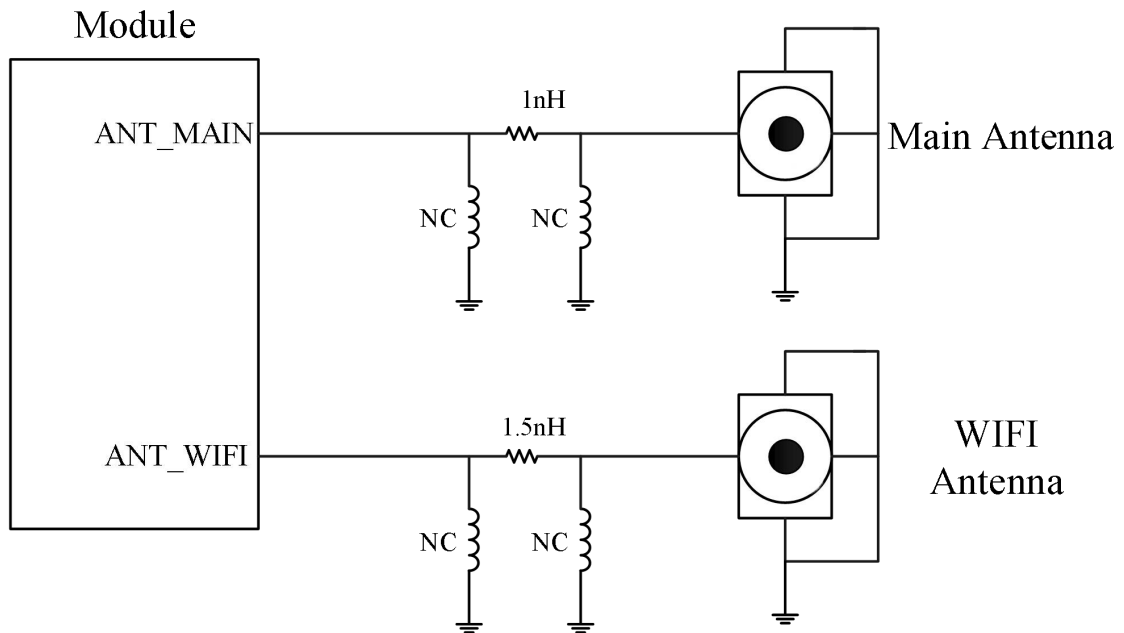 Module
1nH
ANT_MAIN
Main Antenna
NC
NC
1.5nH
ANT_WIFI
WIFI
Antenna
NC
NC